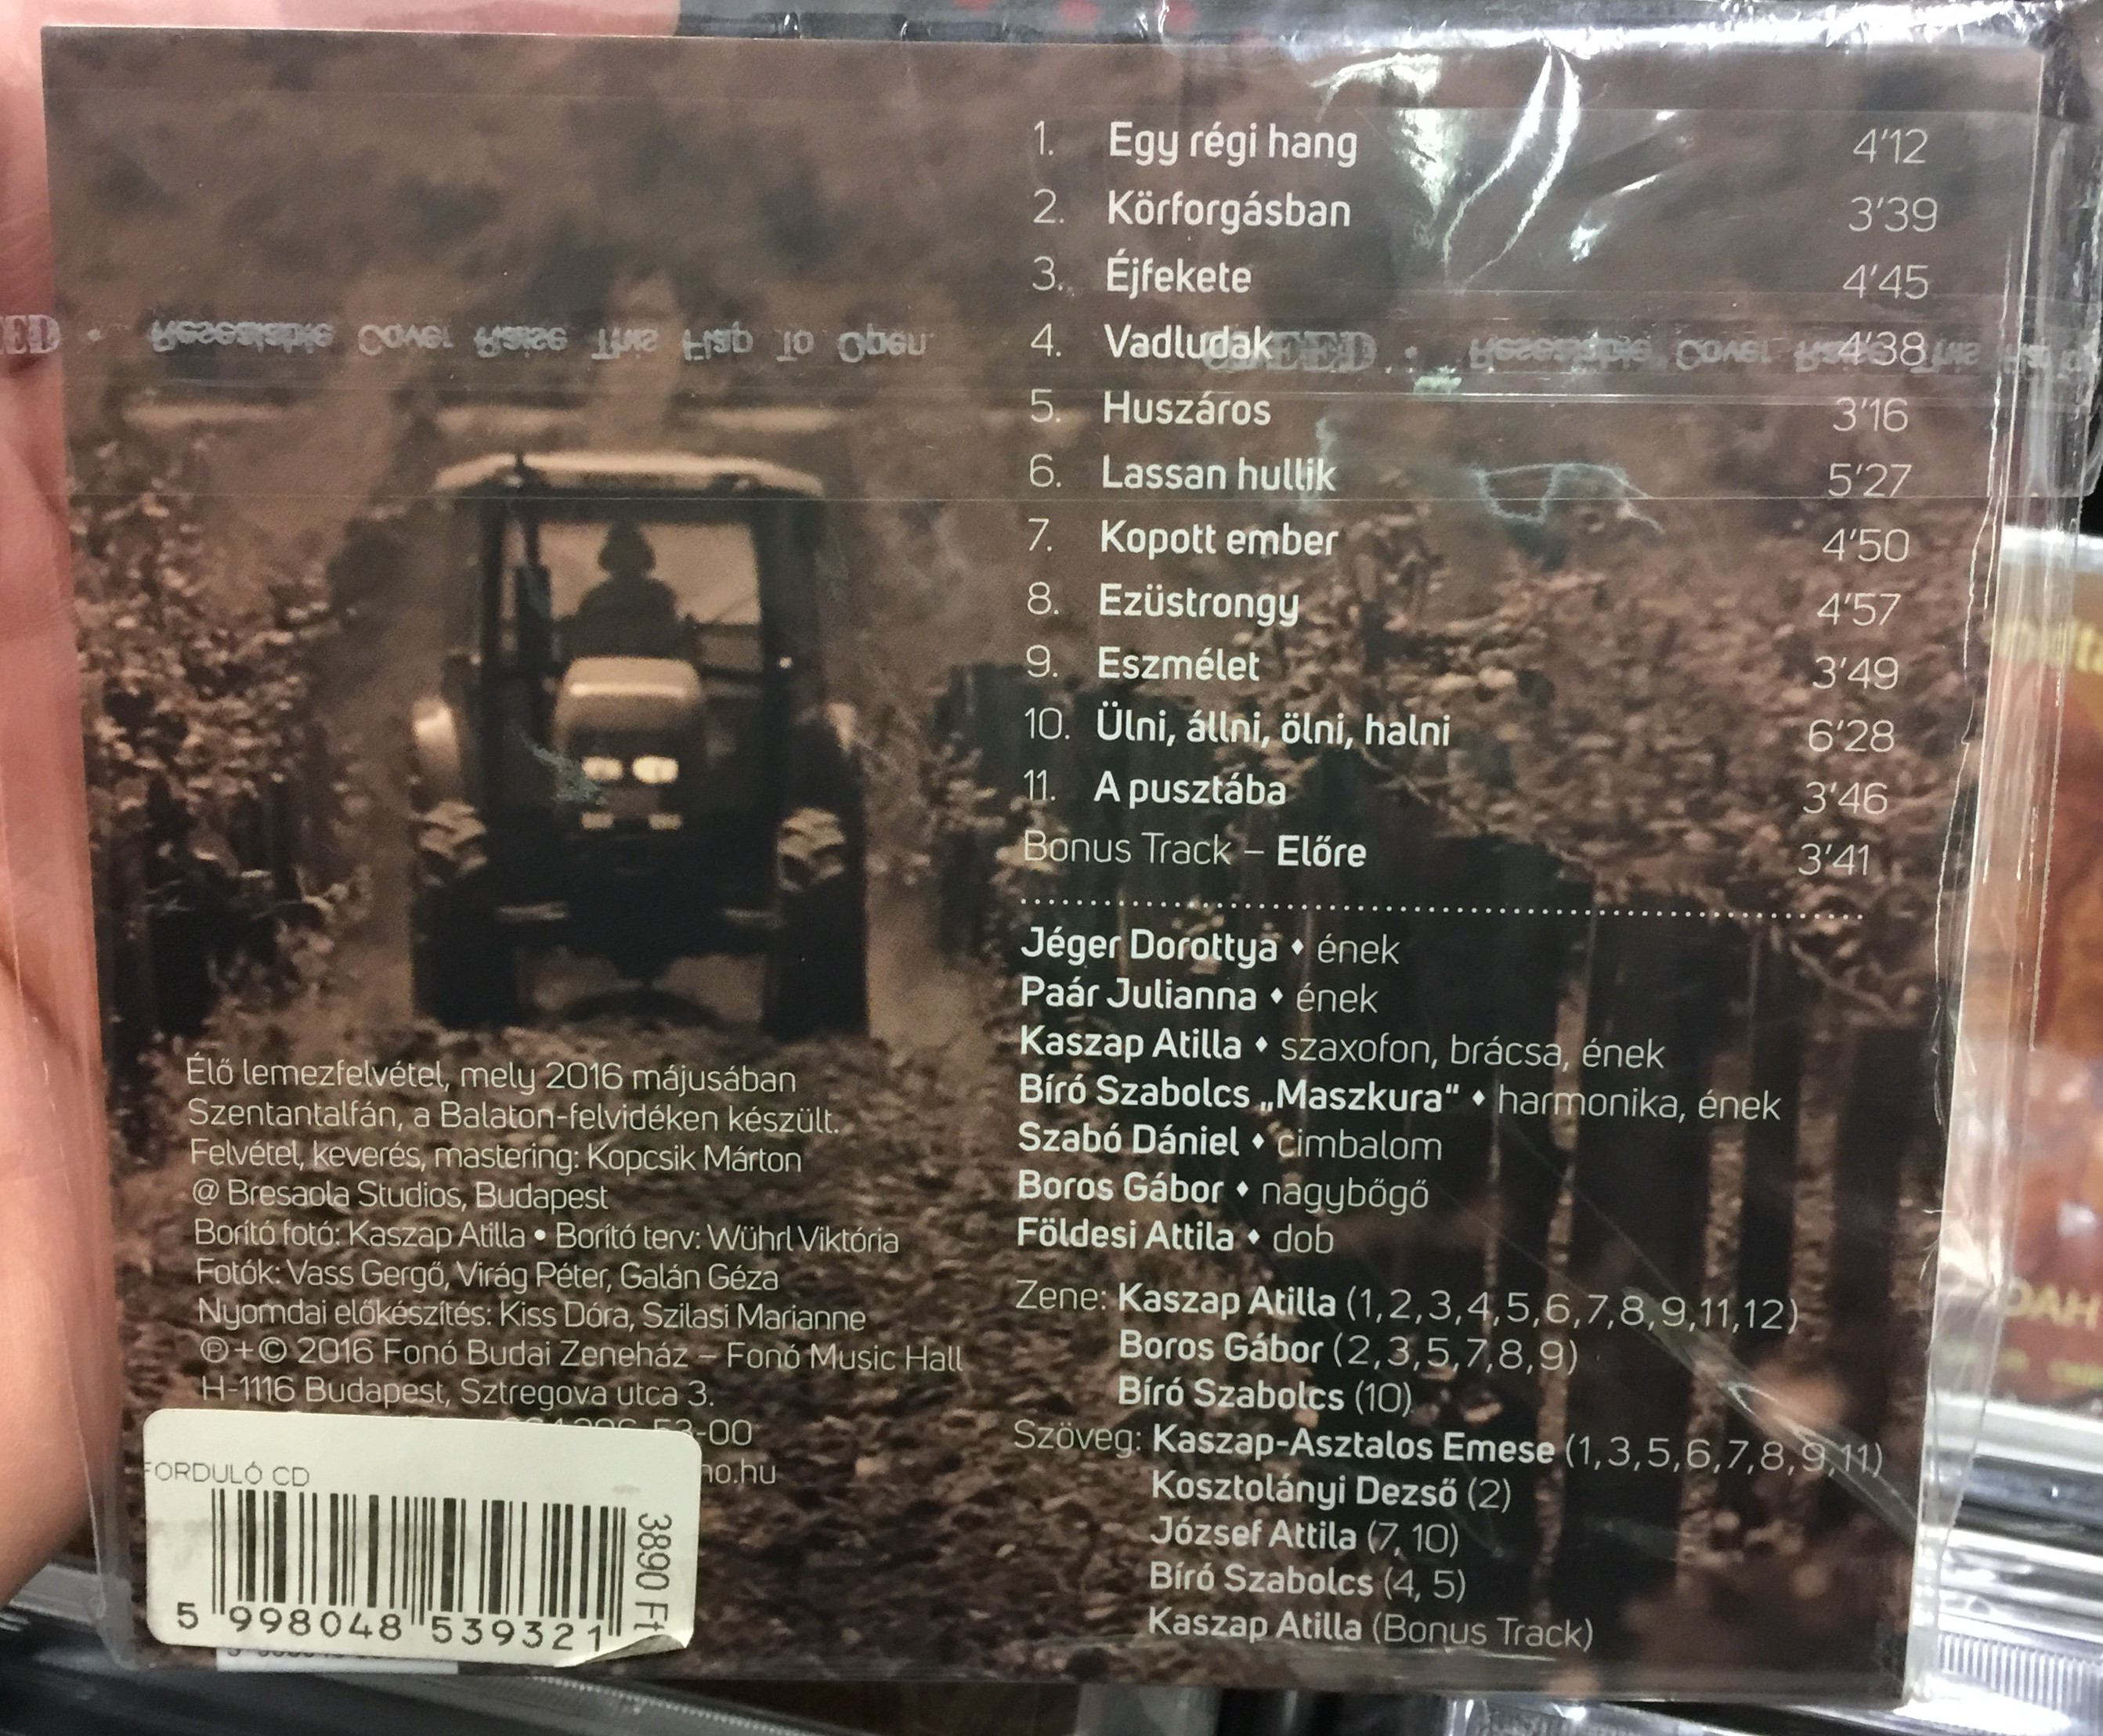 1. Egy régi hang 4'12
2. Körforgásban 3'39
3. Éjfekete 4'45
4. Vadludak 4'38
5. Huszáros 3'16
6. Lassan hullik 5'27
7. Kopott ember 4'50
8. Ezüstrongy 4'57
9. Eszmélet 3'49
10. Ülni, állni, ölni, halni 6'28
11. A pusztába 3'46
Bonus Track – Előre 3'41
Resealable Cover Raise This Flap To Open
Jéger Dorottya • ének
Paár Julianna • ének
Kaszap Atilla • szaxofon, brácsa, ének
Bíró Szabolcs „Maszkura" • harmonika, ének
Szabó Dániel • cimbalom
Boros Gábor • nagybőgő
Földesi Attila • dob
Zene: Kaszap Atilla (1,2,3,4,5,6,7,8,9,11,12)
Boros Gábor (2,3,5,7,8,9)
Bíró Szabolcs (10)
Szöveg: Kaszap-Asztalos Emese (1,3,5,6,7,8,9,11)
Kosztolányi Dezső (2)
József Attila (7, 10)
Bíró Szabolcs (4, 5)
Kaszap Atilla (Bonus Track)
Élő lemezfelvétel, mely 2016 májusában
Szentantalfán, a Balaton-felvidéken készült.
Felvétel, keverés, mastering: Kopcsik Márton
@ Bresaola Studios, Budapest
Borító fotó: Kaszap Atilla • Borító terv: Wührl Viktória
Fotók: Vass Gergő, Virág Péter, Galán Géza
Nyomdai előkészítés: Kiss Dóra, Szilasi Marianne
℗+© 2016 Fonó Budai Zeneház – Fonó Music Hall
H-1116 Budapest, Sztregova utca 3.
-00
no.hu
FORDULÓ CD
3890 Ft
5 998048 539321